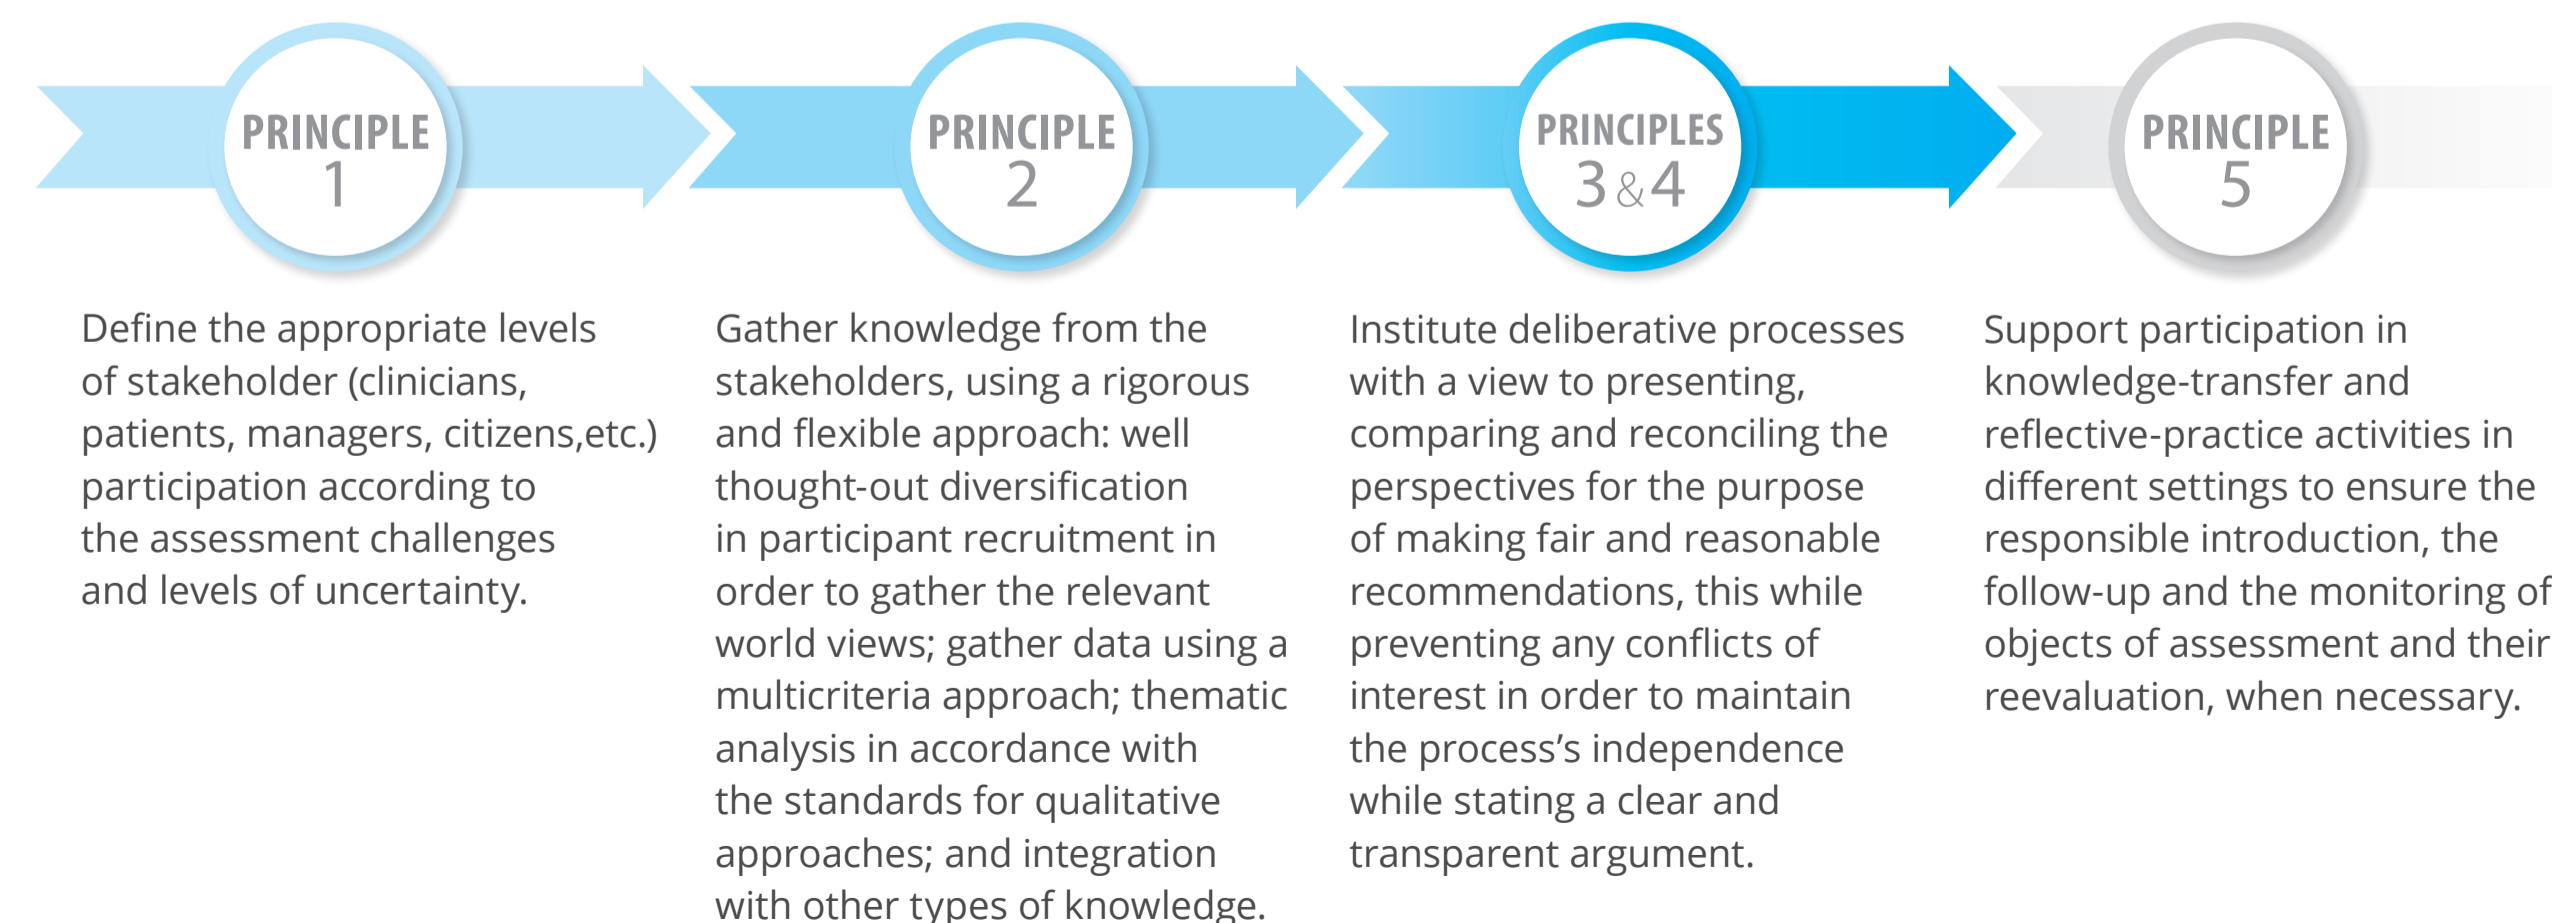 PRINCIPLE
1
Define the appropriate levels
of stakeholder (clinicians,
patients, managers, citizens,etc.)
participation according to
the assessment challenges
and levels of uncertainty.
PRINCIPLE
2
Gather knowledge from the
stakeholders, using a rigorous
and flexible approach: well
thought-out diversification
in participant recruitment in
order to gather the relevant
world views; gather data using a
multicriteria approach; thematic
analysis in accordance with
the standards for qualitative
approaches; and integration
with other types of knowledge.
PRINCIPLES
3 & 4
Institute deliberative processes
with a view to presenting,
comparing and reconciling the
perspectives for the purpose
of making fair and reasonable
recommendations, this while
preventing any conflicts of
interest in order to maintain
the process’s independence
while stating a clear and
transparent argument.
PRINCIPLE
5
Support participation in
knowledge-transfer and
reflective-practice activities in
different settings to ensure the
responsible introduction, the
follow-up and the monitoring of
objects of assessment and their
reevaluation, when necessary.